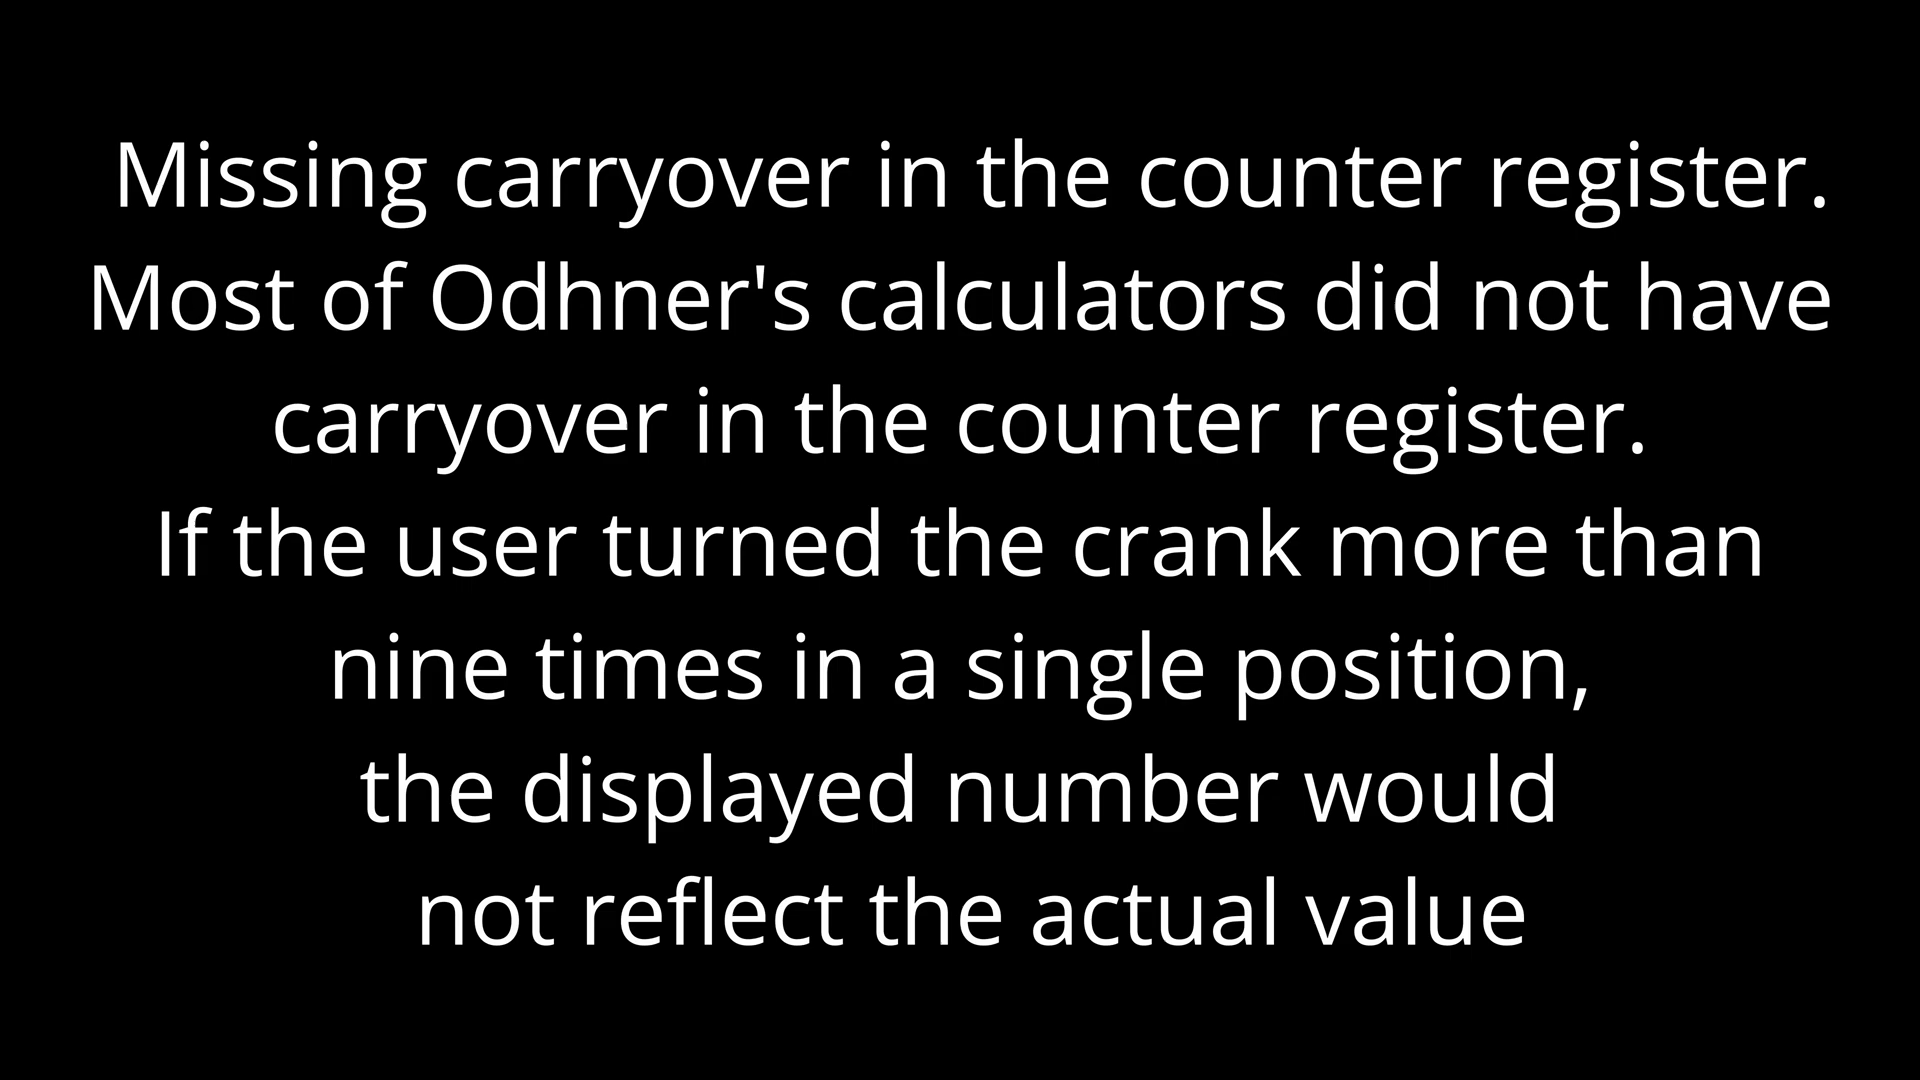 Missing carryover in the counter register.
Most of Odhner's calculators did not have
carryover in the counter register.
If the user turned the crank more than
nine times in a single position,
the displayed number would
not reflect the actual value